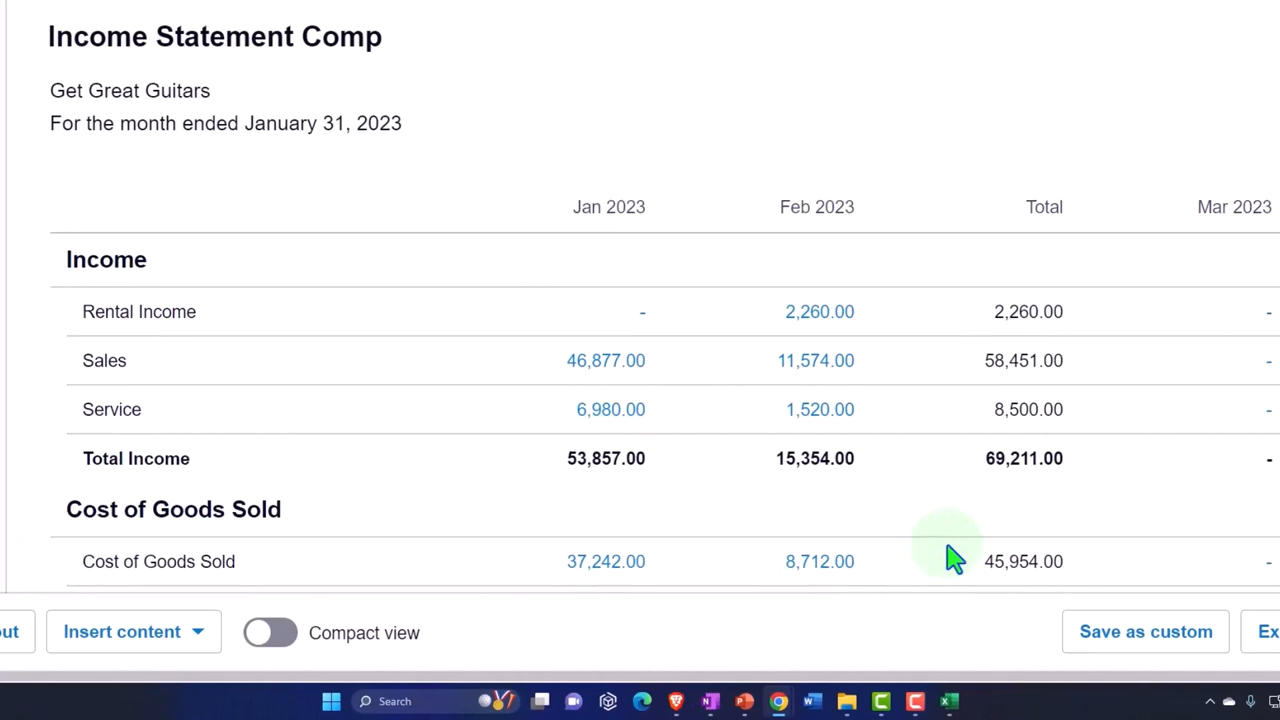 Income Statement Comp
Get Great Guitars
For the month ended January 31, 2023
Jan 2023 Feb 2023 Total Mar 2023
Income
Rental Income - 2,260.00 2,260.00 -
Sales 46,877.00 11,574.00 58,451.00 -
Service 6,980.00 1,520.00 8,500.00 -
Total Income 53,857.00 15,354.00 69,211.00 -
Cost of Goods Sold
Cost of Goods Sold 37,242.00 8,712.00 45,954.00 -
out Insert content Compact view Save as custom Ex
Search